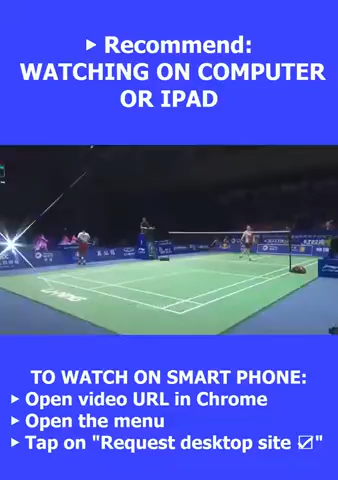 ▶ Recommend:
WATCHING ON COMPUTER
OR IPAD
TO WATCH ON SMART PHONE:
▶ Open video URL in Chrome
▶ Open the menu
▶ Tap on "Request desktop site ☑"